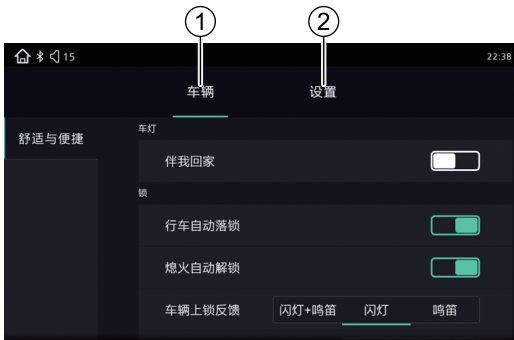 ① ②
15 22:38
车辆 设置
舒适与便捷
车灯
伴我回家
锁
行车自动落锁
熄火自动解锁
车辆上锁反馈 闪灯+鸣笛 闪灯 鸣笛